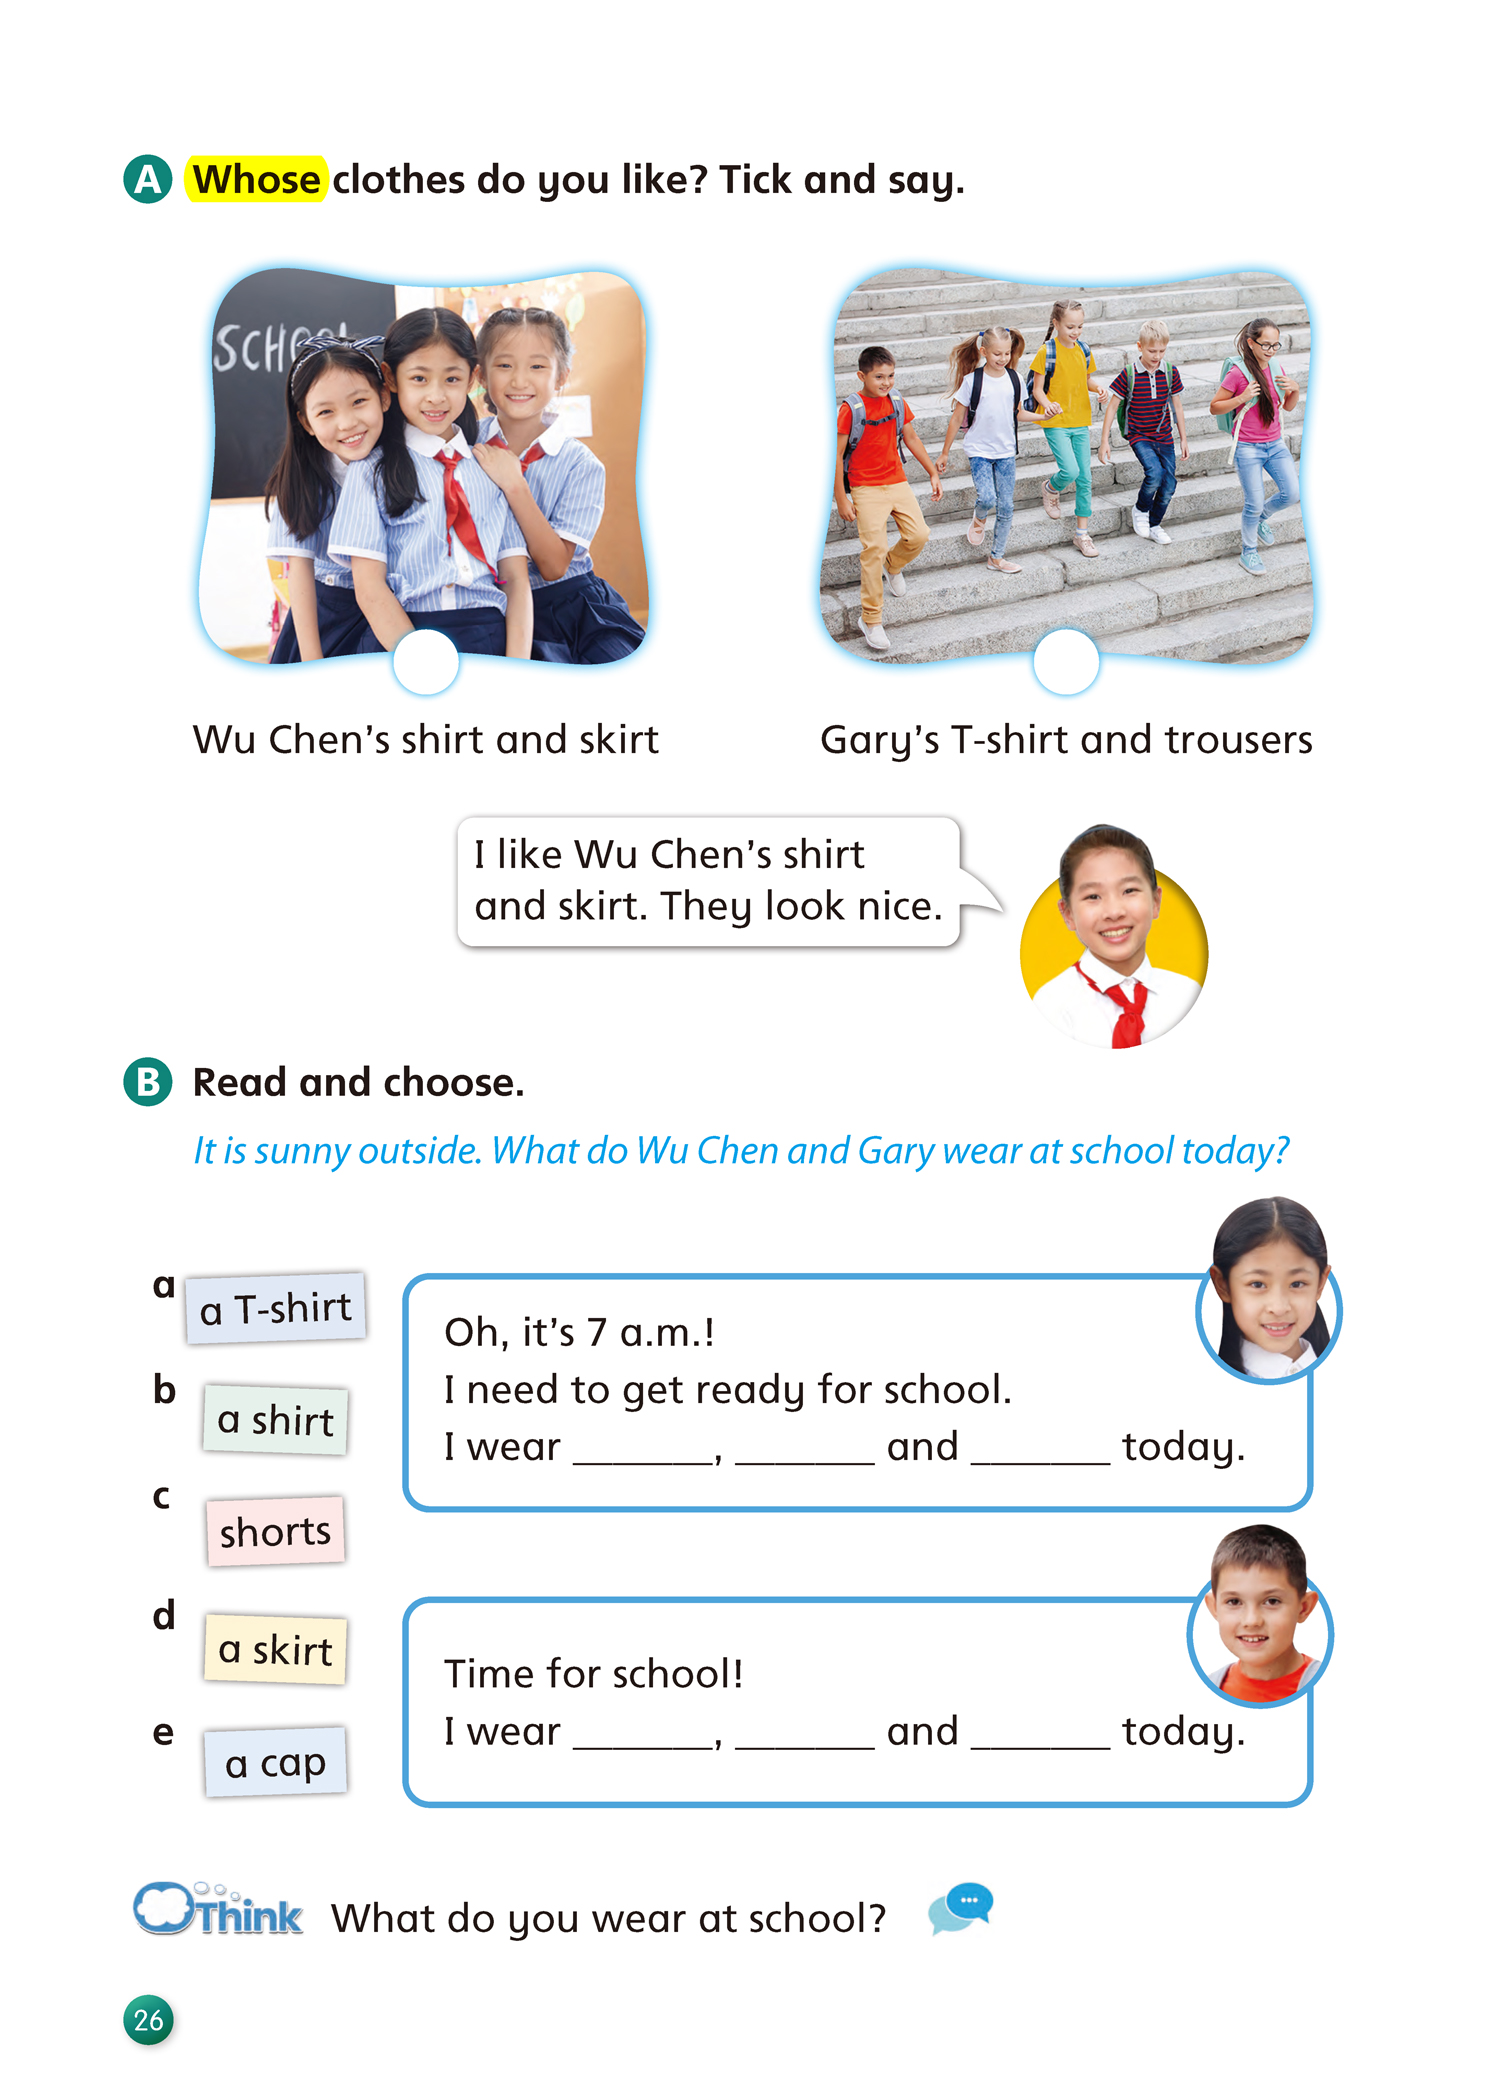 A Whose clothes do you like? Tick and say.
SCHOOL
Wu Chen's shirt and skirt
Gary's T-shirt and trousers
I like Wu Chen's shirt
and skirt. They look nice.
B Read and choose.
It is sunny outside. What do Wu Chen and Gary wear at school today?
a a T-shirt
b a shirt
c shorts
d a skirt
e a cap
Oh, it's 7 a.m.!
I need to get ready for school.
I wear _______, _______ and _______ today.
Time for school!
I wear _______, _______ and _______ today.
Think What do you wear at school?
26